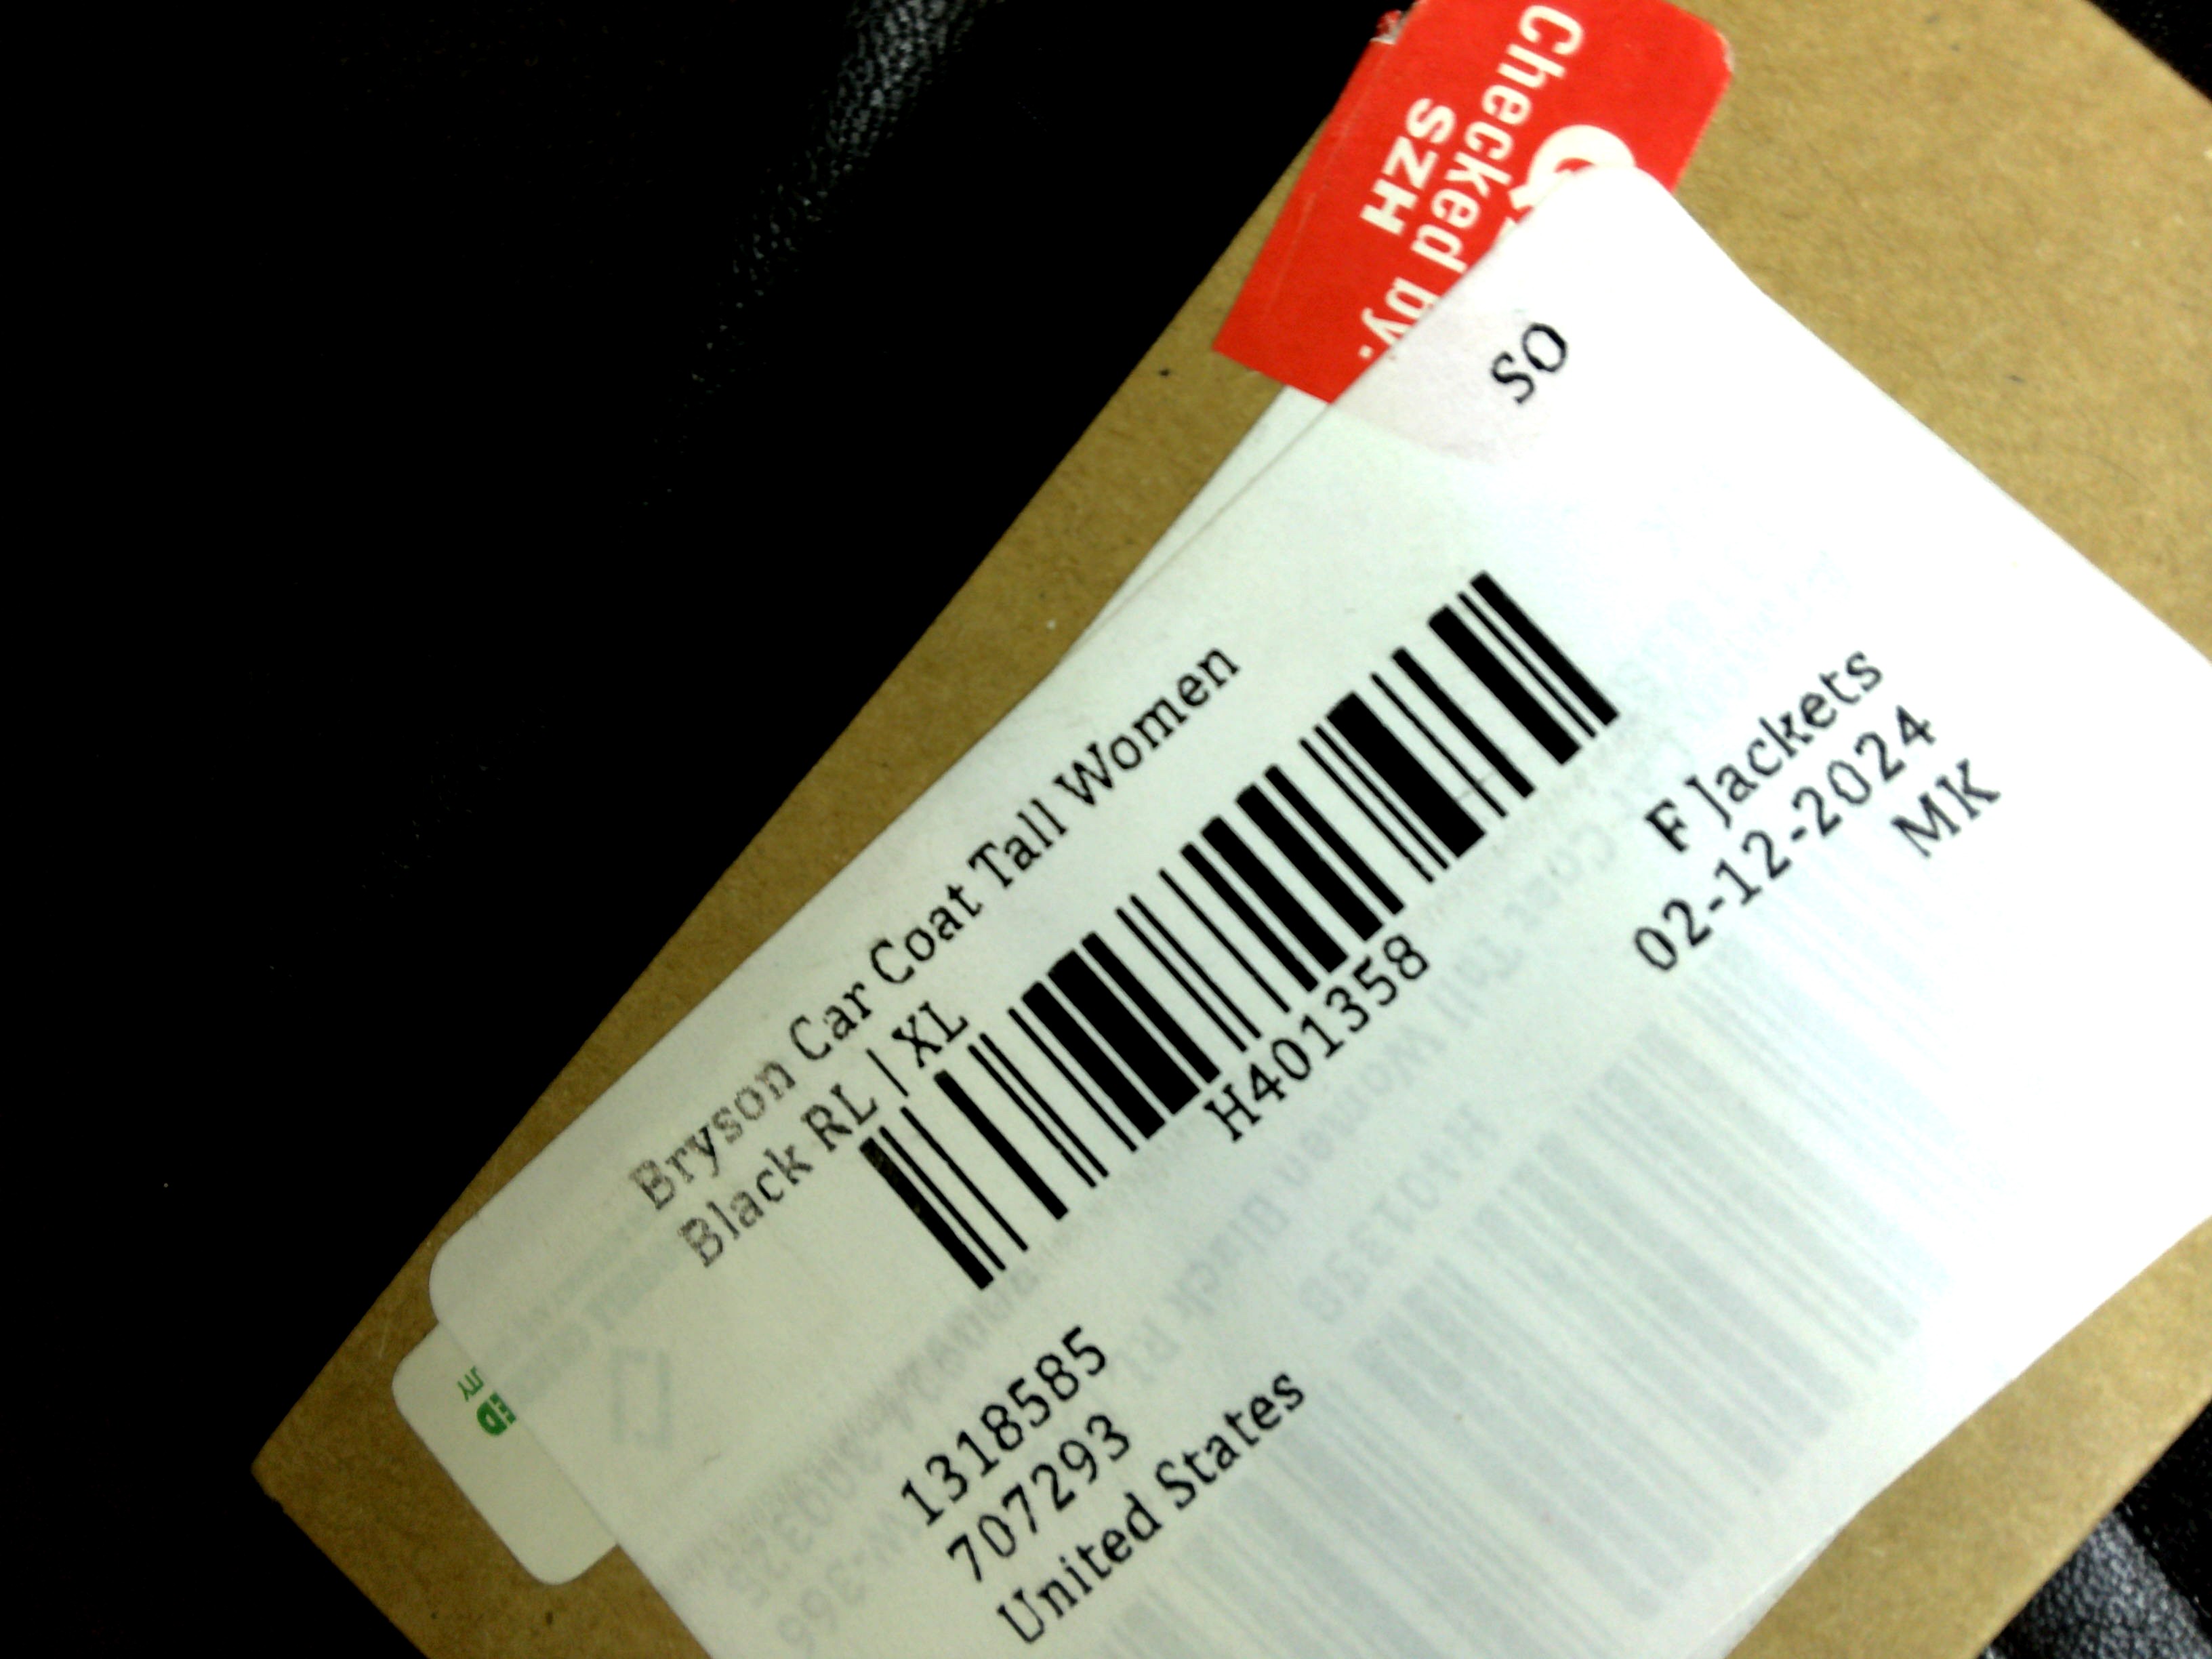 Checked by:
SZH
OS
Bryson Car Coat Tall Women
Black RL | XL
H401358
F Jackets
02-12-2024
MK
1318585
707293
United States